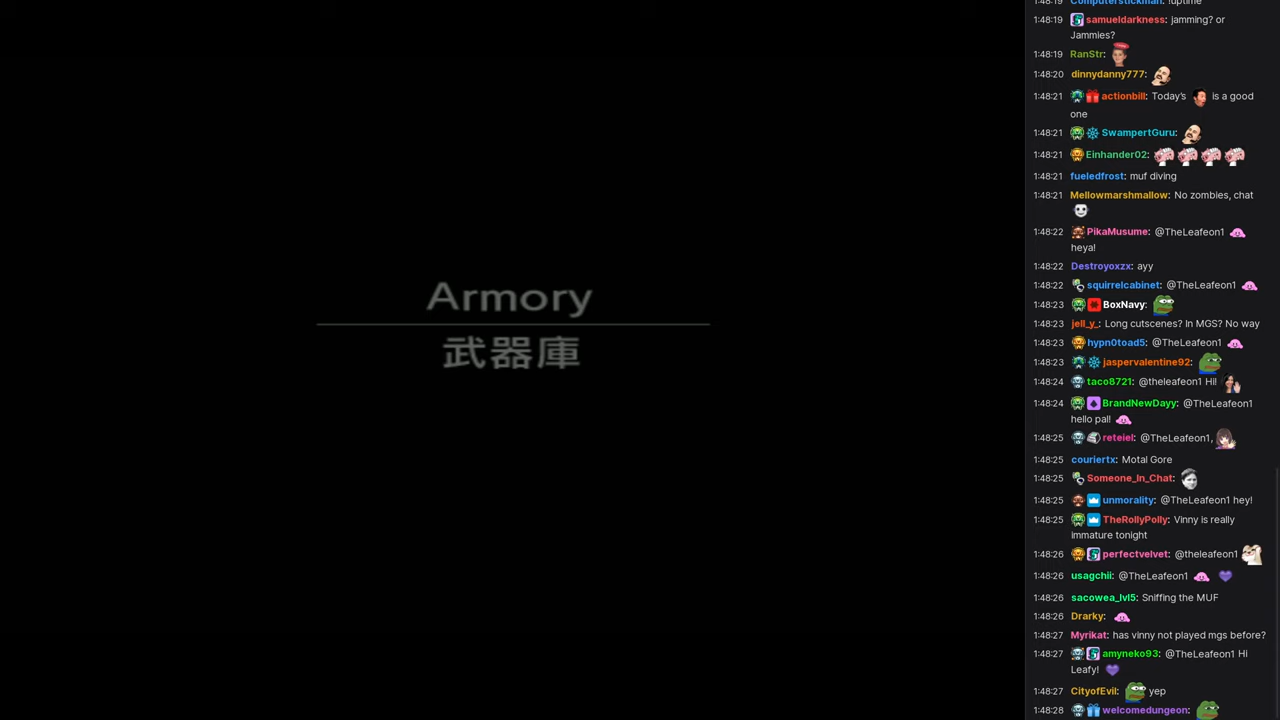 Armory
武器庫
1:48:19 Computerstickman: !uptime
1:48:19 samueldarkness: jamming? or
Jammies?
1:48:19 RanStr:
1:48:20 dinnydanny777:
1:48:21 actionbill: Today's is a good
one
1:48:21 SwampertGuru:
1:48:21 Einhander02:
1:48:21 fueledfrost: muf diving
1:48:21 Mellowmarshmallow: No zombies, chat
1:48:22 PikaMusume: @TheLeafeon1
heya!
1:48:22 Destroyoxzx: ayy
1:48:22 squirrelcabinet: @TheLeafeon1
1:48:23 BoxNavy:
1:48:23 jell_y_: Long cutscenes? In MGS? No way
1:48:23 hypn0toad5: @TheLeafeon1
1:48:23 jaspervalentine92:
1:48:24 taco8721: @theleafeon1 Hi!
1:48:24 BrandNewDayy: @TheLeafeon1
hello pal!
1:48:25 reteiel: @TheLeafeon1,
1:48:25 couriertx: Motal Gore
1:48:25 Someone_In_Chat:
1:48:25 unmorality: @TheLeafeon1 hey!
1:48:25 TheRollyPolly: Vinny is really
immature tonight
1:48:26 perfectvelvet: @theleafeon1
1:48:26 usagchii: @TheLeafeon1
1:48:26 sacowea_lvl5: Sniffing the MUF
1:48:26 Drarky:
1:48:27 Myrikat: has vinny not played mgs before?
1:48:27 amyneko93: @TheLeafeon1 Hi
Leafy!
1:48:27 CityofEvil: yep
1:48:28 welcomedungeon: